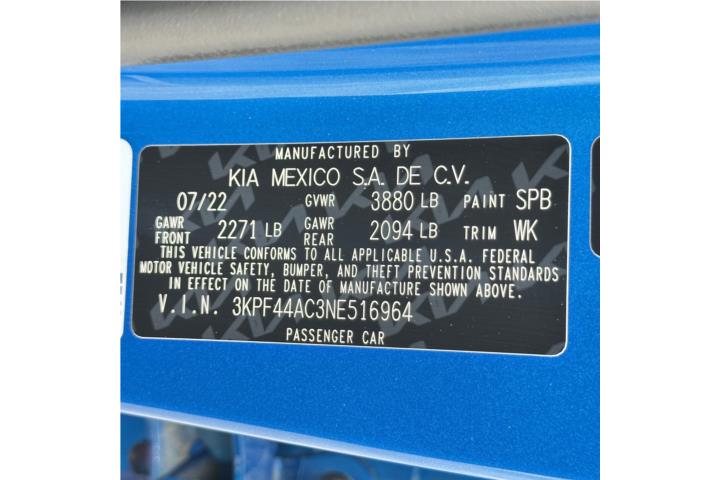 MANUFACTURED BY
KIA MEXICO S.A. DE C.V.
07/22 GVWR 3880 LB PAINT SPB
GAWR FRONT 2271 LB GAWR REAR 2094 LB TRIM WK
THIS VEHICLE CONFORMS TO ALL APPLICABLE U.S.A. FEDERAL
MOTOR VEHICLE SAFETY, BUMPER, AND THEFT PREVENTION STANDARDS
IN EFFECT ON THE DATE OF MANUFACTURE SHOWN ABOVE.
V.I.N. 3KPF44AC3NE516964
PASSENGER CAR